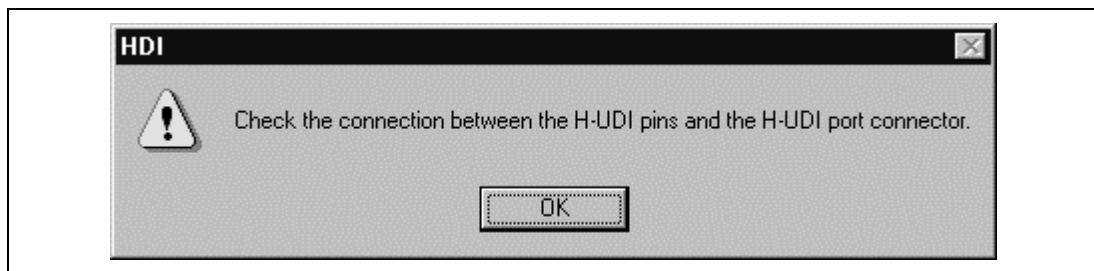 HDI
Check the connection between the H-UDI pins and the H-UDI port connector.
OK